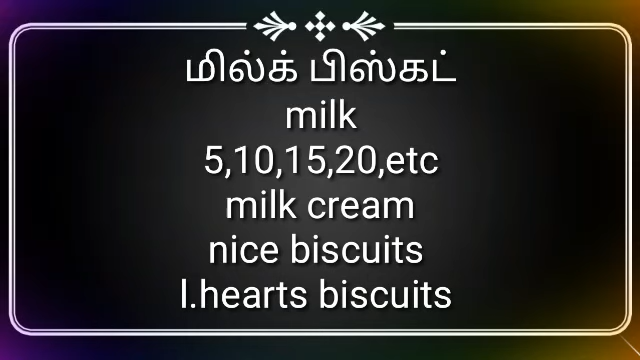 மில்க் பிஸ்கட்
milk
5,10,15,20,etc
milk cream
nice biscuits
l.hearts biscuits